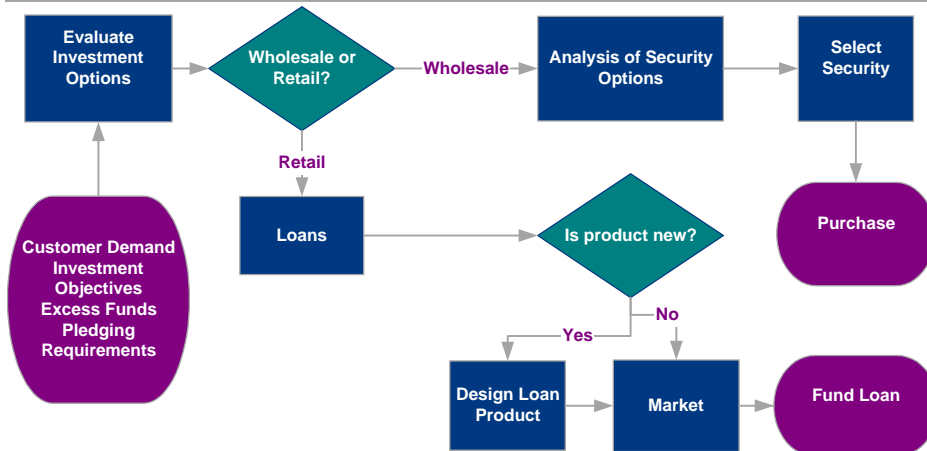 Evaluate
Investment
Options
Wholesale or
Retail?
Wholesale
Analysis of Security
Options
Select
Security
Retail
Customer Demand
Investment
Objectives
Excess Funds
Pledging
Requirements
Loans
Is product new?
Purchase
Yes
No
Design Loan
Product
Market
Fund Loan